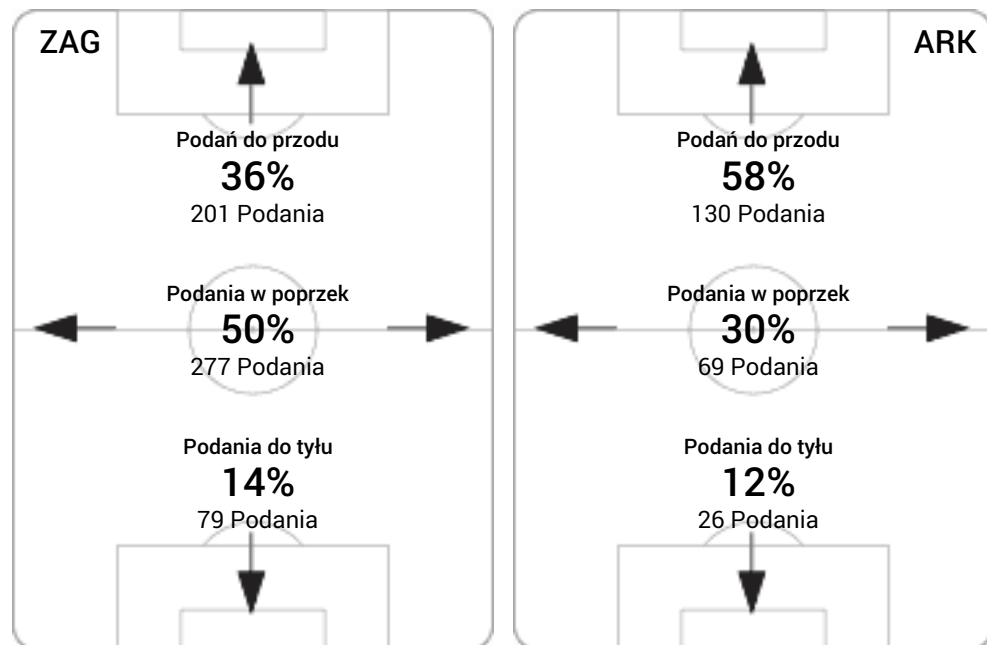 ZAG
Podań do przodu
36%
201 Podania
Podania w poprzek
50%
277 Podania
Podania do tyłu
14%
79 Podania
ARK
Podań do przodu
58%
130 Podania
Podania w poprzek
30%
69 Podania
Podania do tyłu
12%
26 Podania